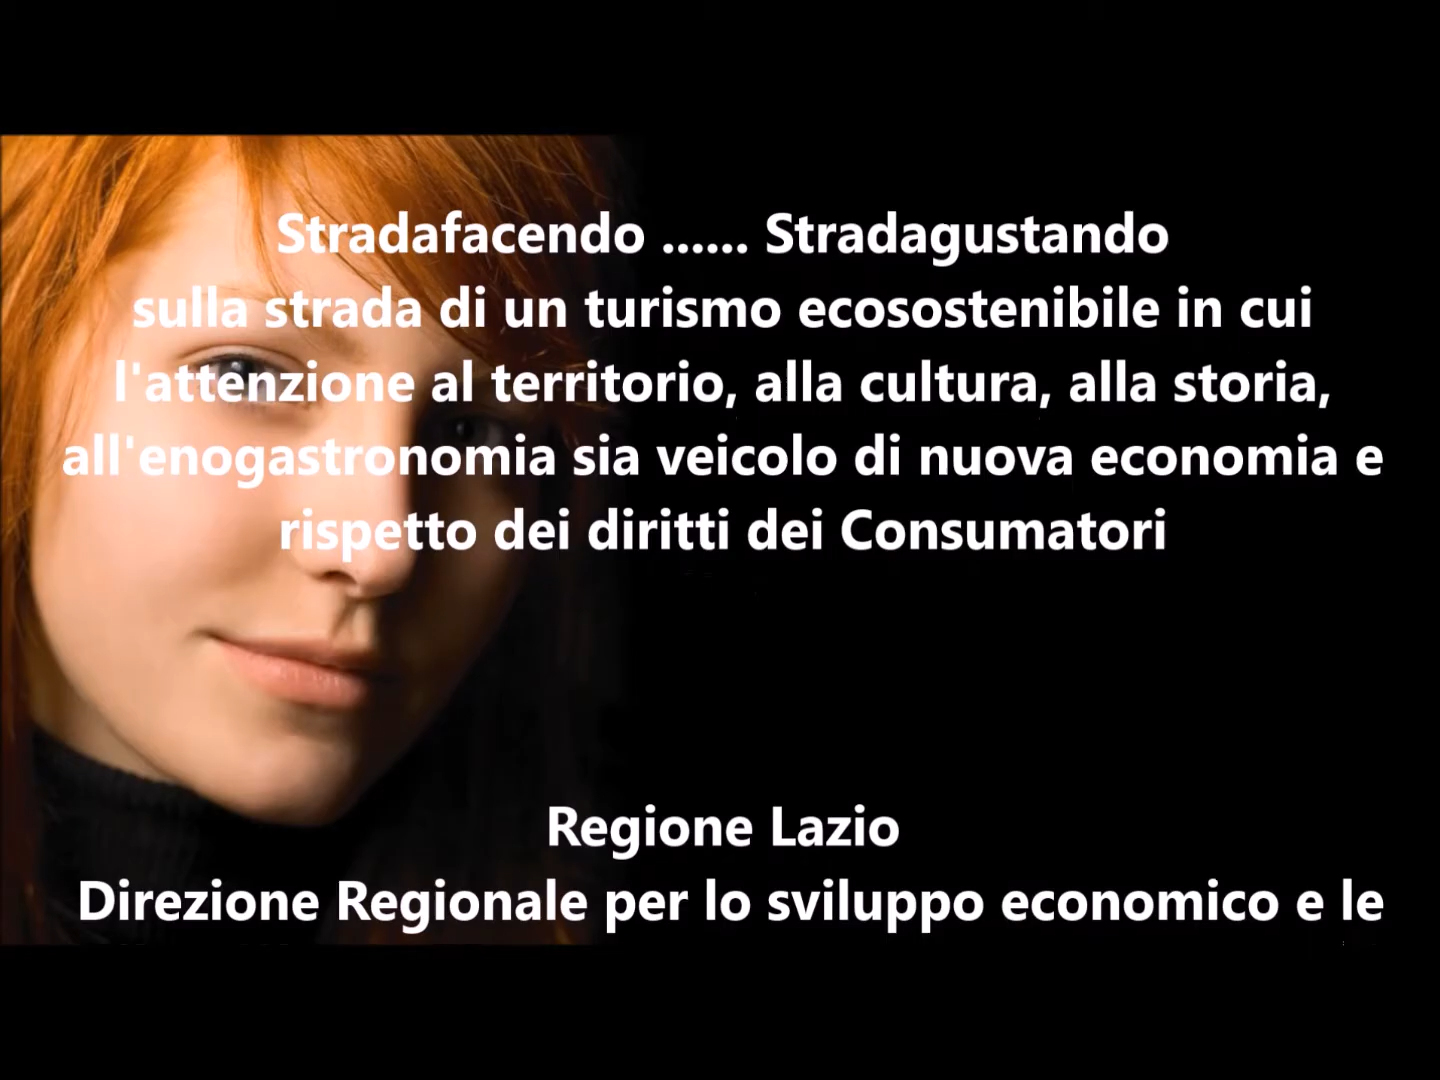 Stradafacendo ...... Stradagustando
sulla strada di un turismo ecosostenibile in cui
l'attenzione al territorio, alla cultura, alla storia,
all'enogastronomia sia veicolo di nuova economia e
rispetto dei diritti dei Consumatori
Regione Lazio
Direzione Regionale per lo sviluppo economico e le